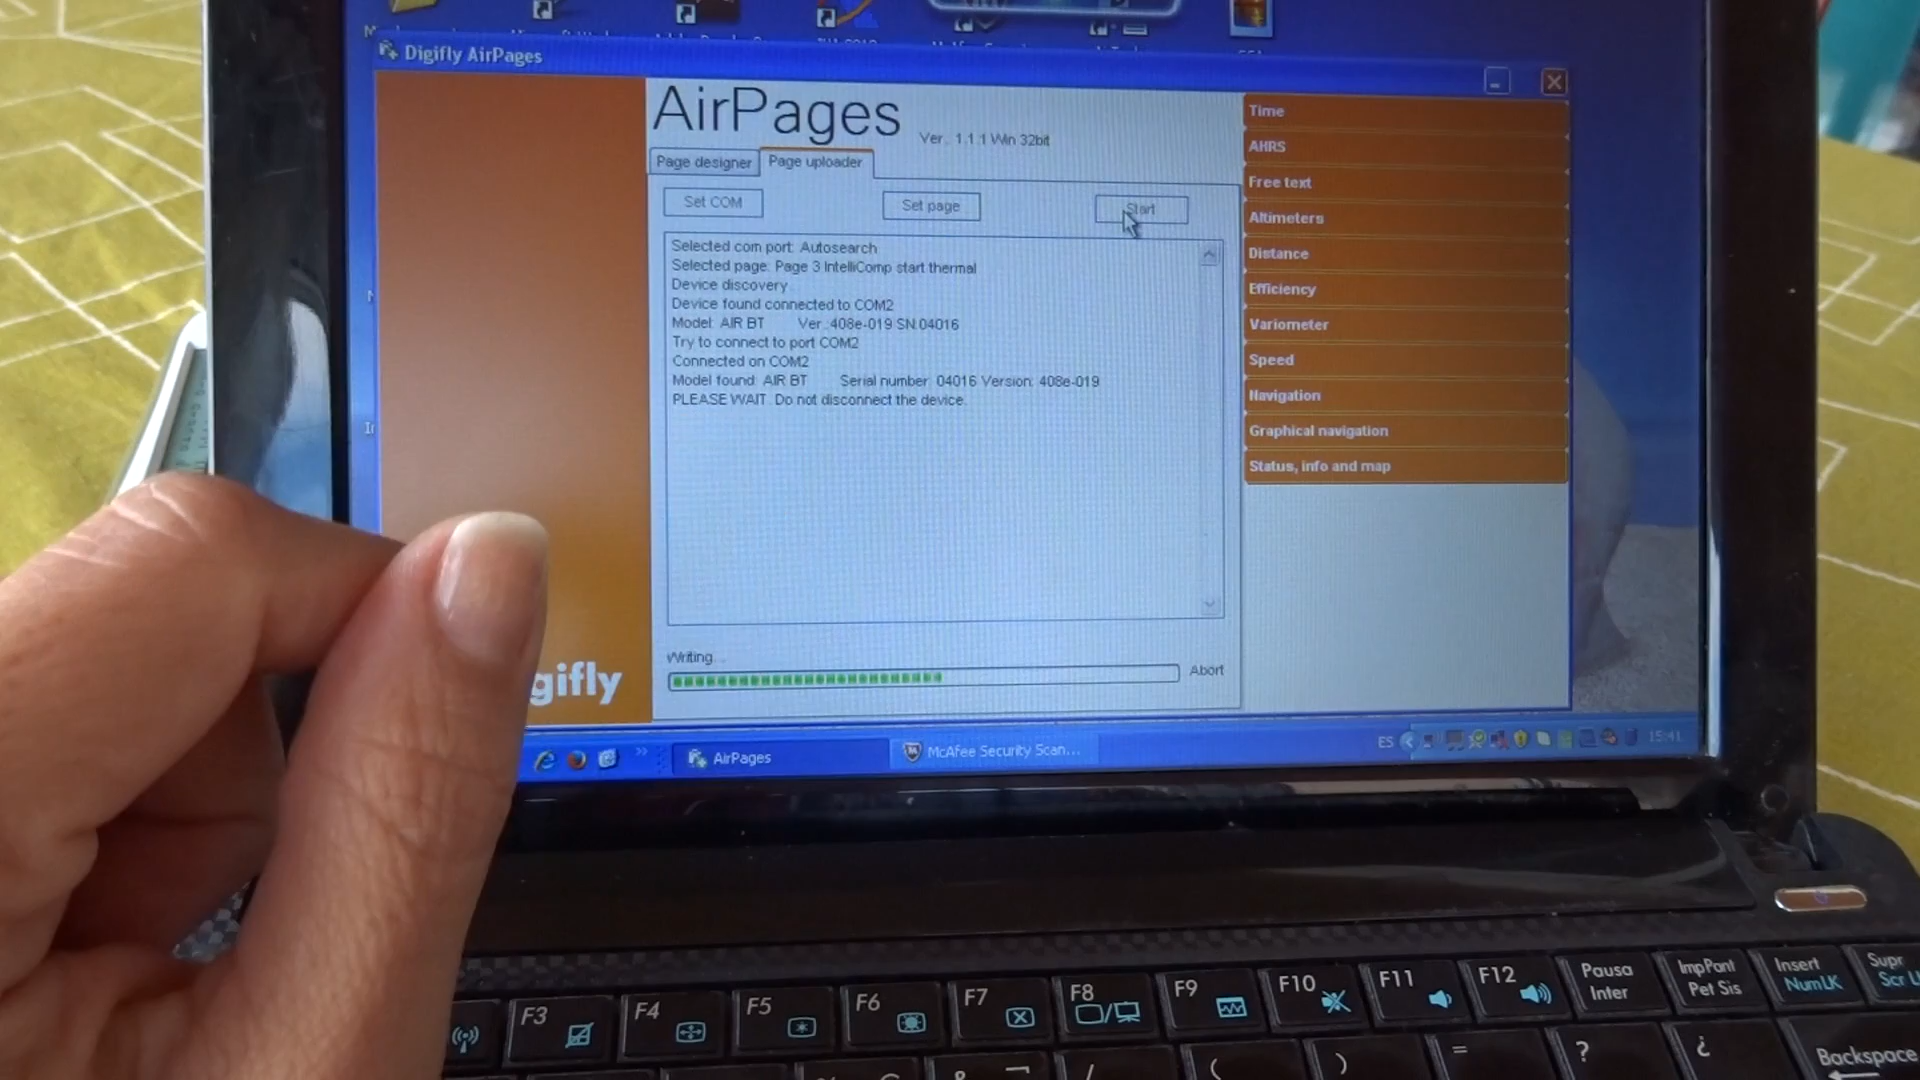 Digifly AirPages
AirPages
Ver.: 1.1.1 Win 32bit
Page designer
Page uploader
Set COM
Set page
Start
Selected com port: Autosearch
Selected page: Page 3 IntelliComp start thermal
Device discovery
Device found connected to COM2
Model: AIR BT Ver.:408e-019 SN:04016
Try to connect to port COM2
Connected on COM2
Model found: AIR BT Serial number: 04016 Version: 408e-019
PLEASE WAIT. Do not disconnect the device.
Writing...
Abort
Time
AHRS
Free text
Altimeters
Distance
Efficiency
Variometer
Speed
Navigation
Graphical navigation
Status, info and map
gifly
AirPages
McAfee Security Scan...
ES
15:41
F3
F4
F5
F6
F7
F8
F9
F10
F11
F12
Pausa
Inter
ImpPant
Pet Sis
Insert
NumLK
Supr
Scr L
&
¬
/
(
)
=
?
¿
Backspace